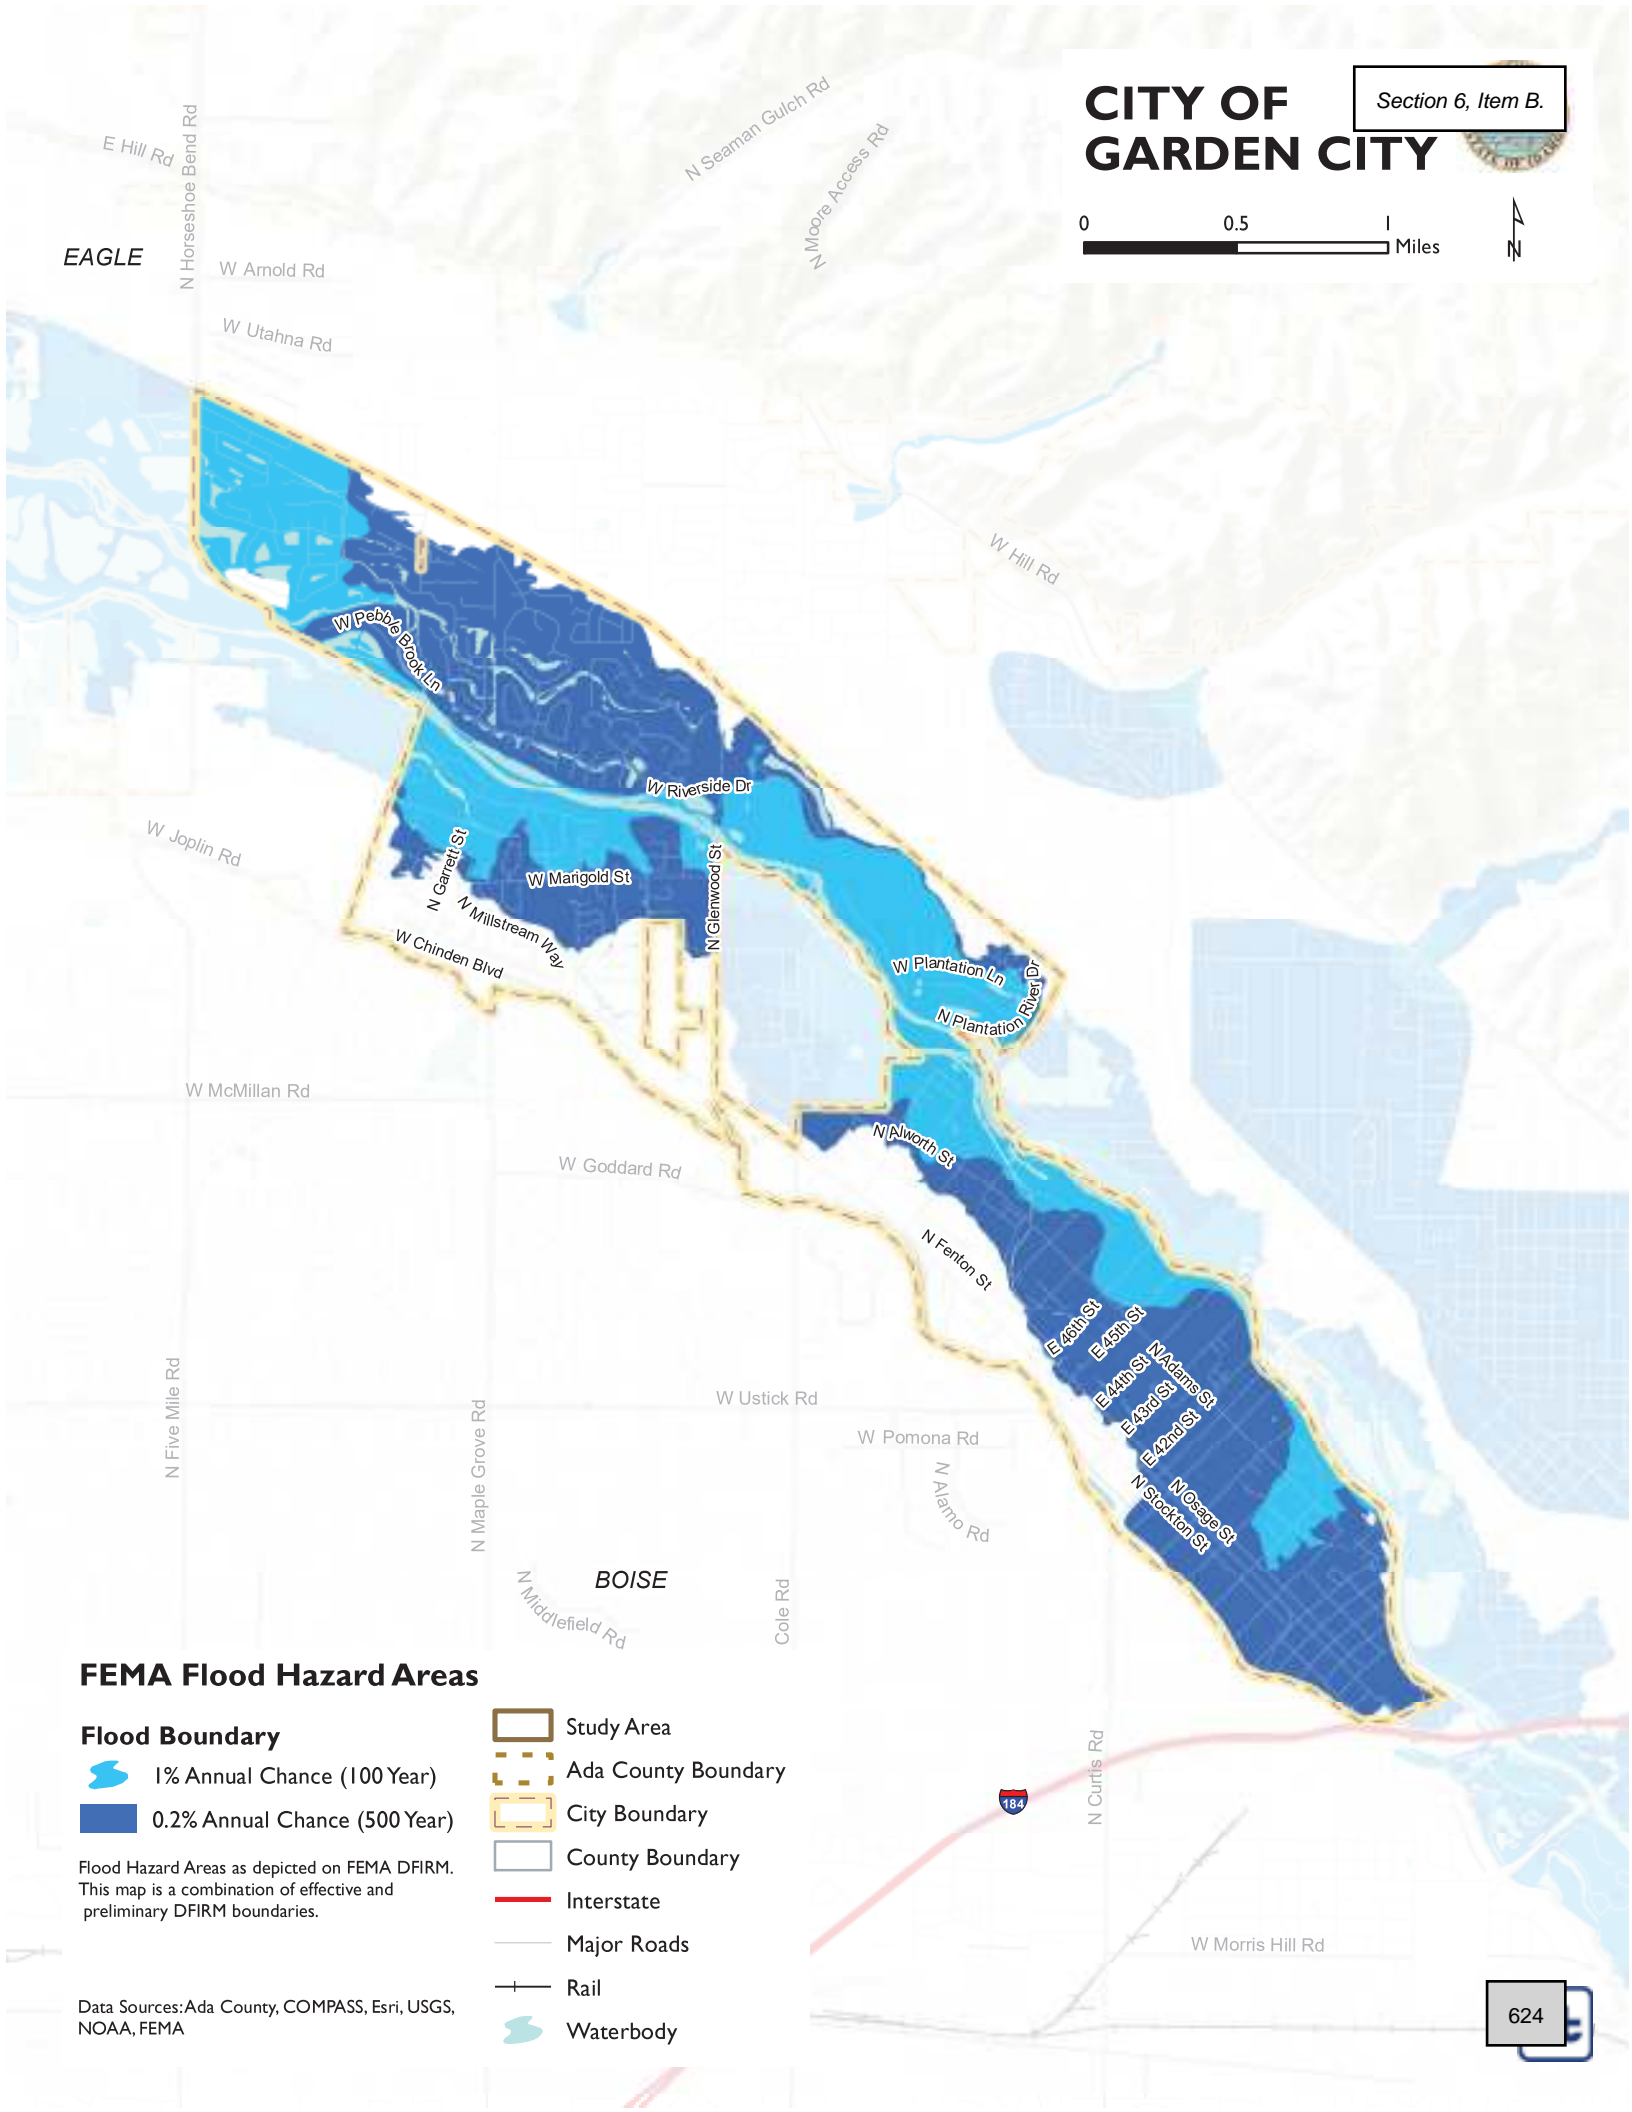 CITY OF
GARDEN CITY
Section 6, Item B.
STATE OF IDAHO
0 0.5 1
Miles
N
N Seaman Gulch Rd
N Moore Access Rd
E Hill Rd
N Horseshoe Bend Rd
EAGLE
W Arnold Rd
W Utahna Rd
W Hill Rd
W Pebble Brook Ln
W Riverside Dr
W Joplin Rd
N Garrett St
W Marigold St
N Glenwood St
N Millstream Way
W Chinden Blvd
W Plantation Ln
N Plantation River Dr
W McMillan Rd
N Alworth St
W Goddard Rd
N Fenton St
E 46th St
E 45th St
N Adams St
E 44th St
E 43rd St
E 42nd St
N Five Mile Rd
N Maple Grove Rd
W Ustick Rd
W Pomona Rd
N Alamo Rd
N Osage St
N Stockton St
BOISE
N Middlefield Rd
Cole Rd
N Curtis Rd
184
W Morris Hill Rd
FEMA Flood Hazard Areas
Flood Boundary
1% Annual Chance (100 Year)
0.2% Annual Chance (500 Year)
Flood Hazard Areas as depicted on FEMA DFIRM.
This map is a combination of effective and
preliminary DFIRM boundaries.
Data Sources: Ada County, COMPASS, Esri, USGS,
NOAA, FEMA
Study Area
Ada County Boundary
City Boundary
County Boundary
Interstate
Major Roads
Rail
Waterbody
624